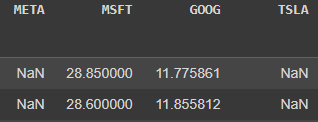 META MSFT GOOG TSLA
NaN 28.850000 11.775861 NaN
NaN 28.600000 11.855812 NaN